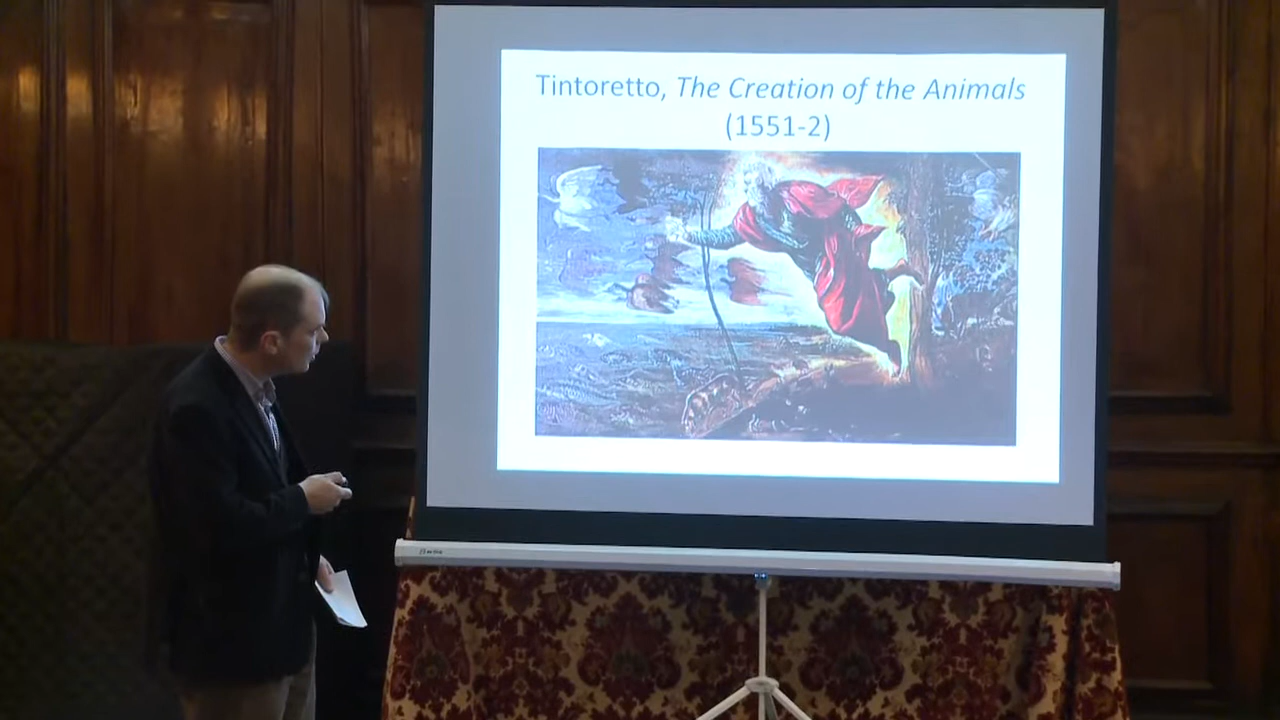 Tintoretto, The Creation of the Animals
(1551-2)